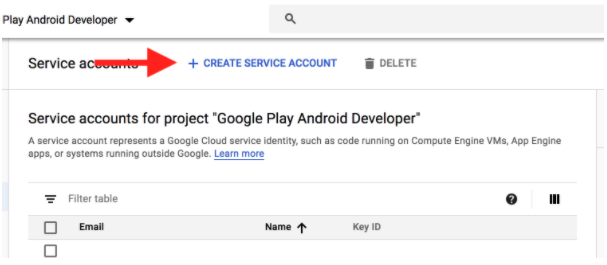 Play Android Developer
Service accounts + CREATE SERVICE ACCOUNT DELETE
Service accounts for project "Google Play Android Developer"
A service account represents a Google Cloud service identity, such as code running on Compute Engine VMs, App Engine
apps, or systems running outside Google. Learn more
Filter table
Email Name Key ID